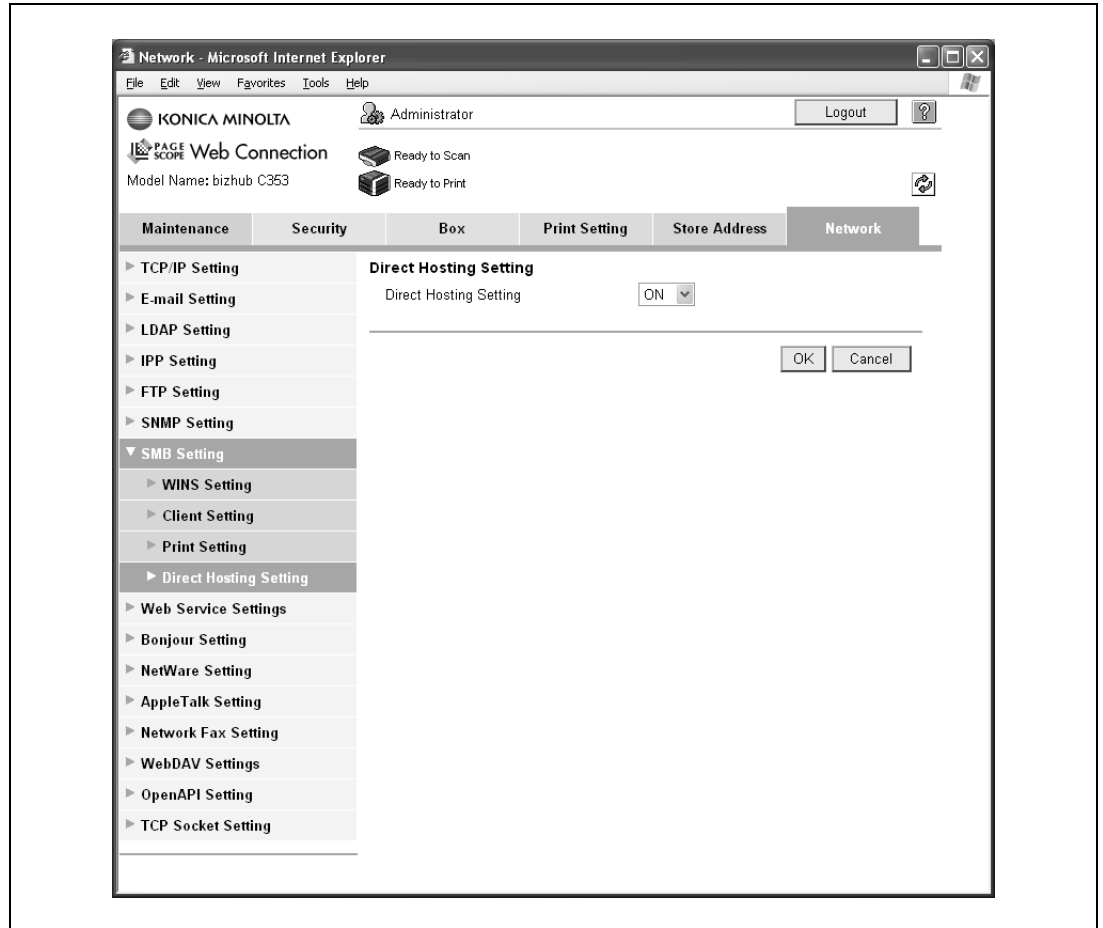 Network - Microsoft Internet Explorer
File Edit View Favorites Tools Help
KONICA MINOLTA
Administrator
Logout
?
PAGE SCOPE Web Connection
Ready to Scan
Model Name: bizhub C353
Ready to Print
Maintenance Security Box Print Setting Store Address Network
TCP/IP Setting
E-mail Setting
LDAP Setting
IPP Setting
FTP Setting
SNMP Setting
SMB Setting
WINS Setting
Client Setting
Print Setting
Direct Hosting Setting
Web Service Settings
Bonjour Setting
NetWare Setting
AppleTalk Setting
Network Fax Setting
WebDAV Settings
OpenAPI Setting
TCP Socket Setting
Direct Hosting Setting
Direct Hosting Setting ON
OK Cancel